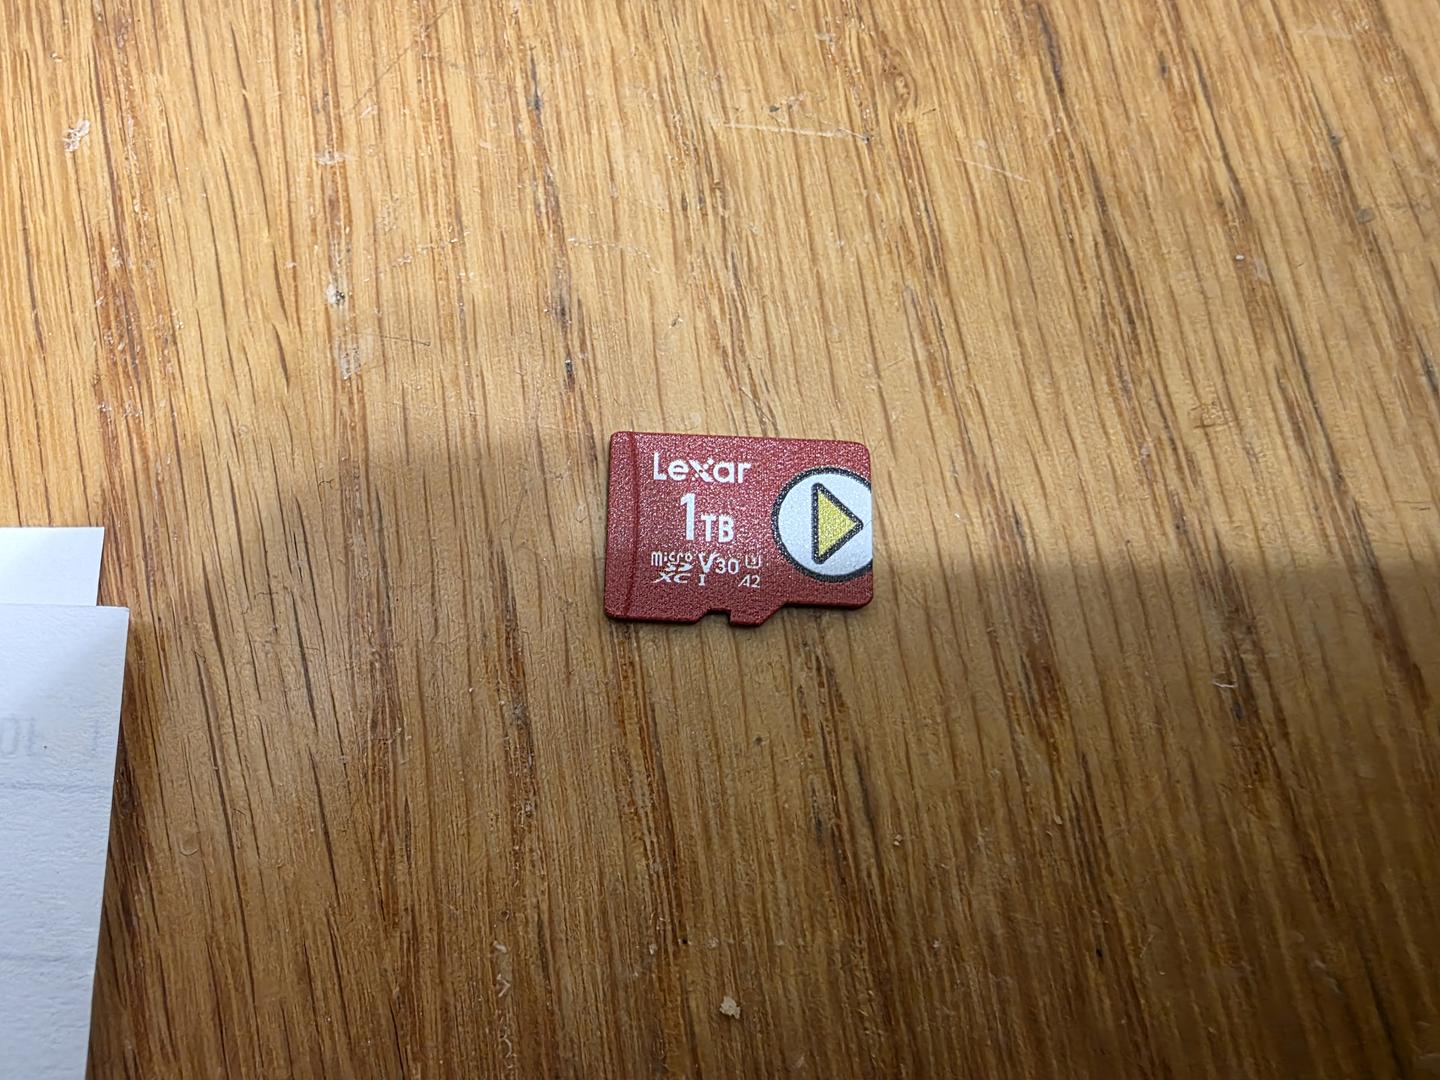 Lexar
1TB
micro SD XC I V30 U3 A2